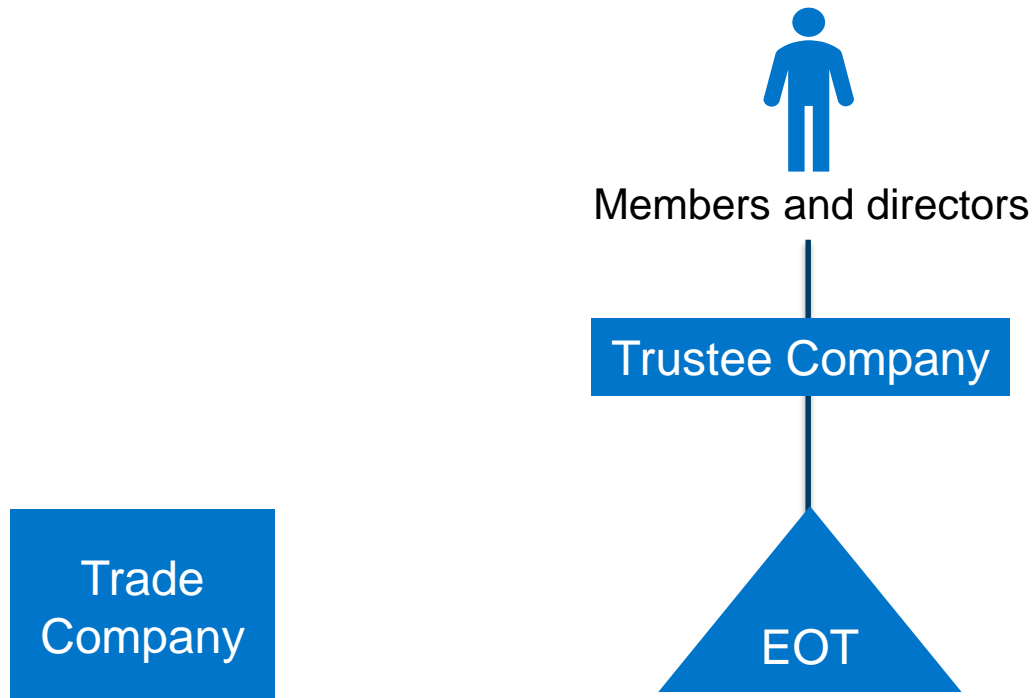 Members and directors
Trustee Company
Trade
Company
EOT